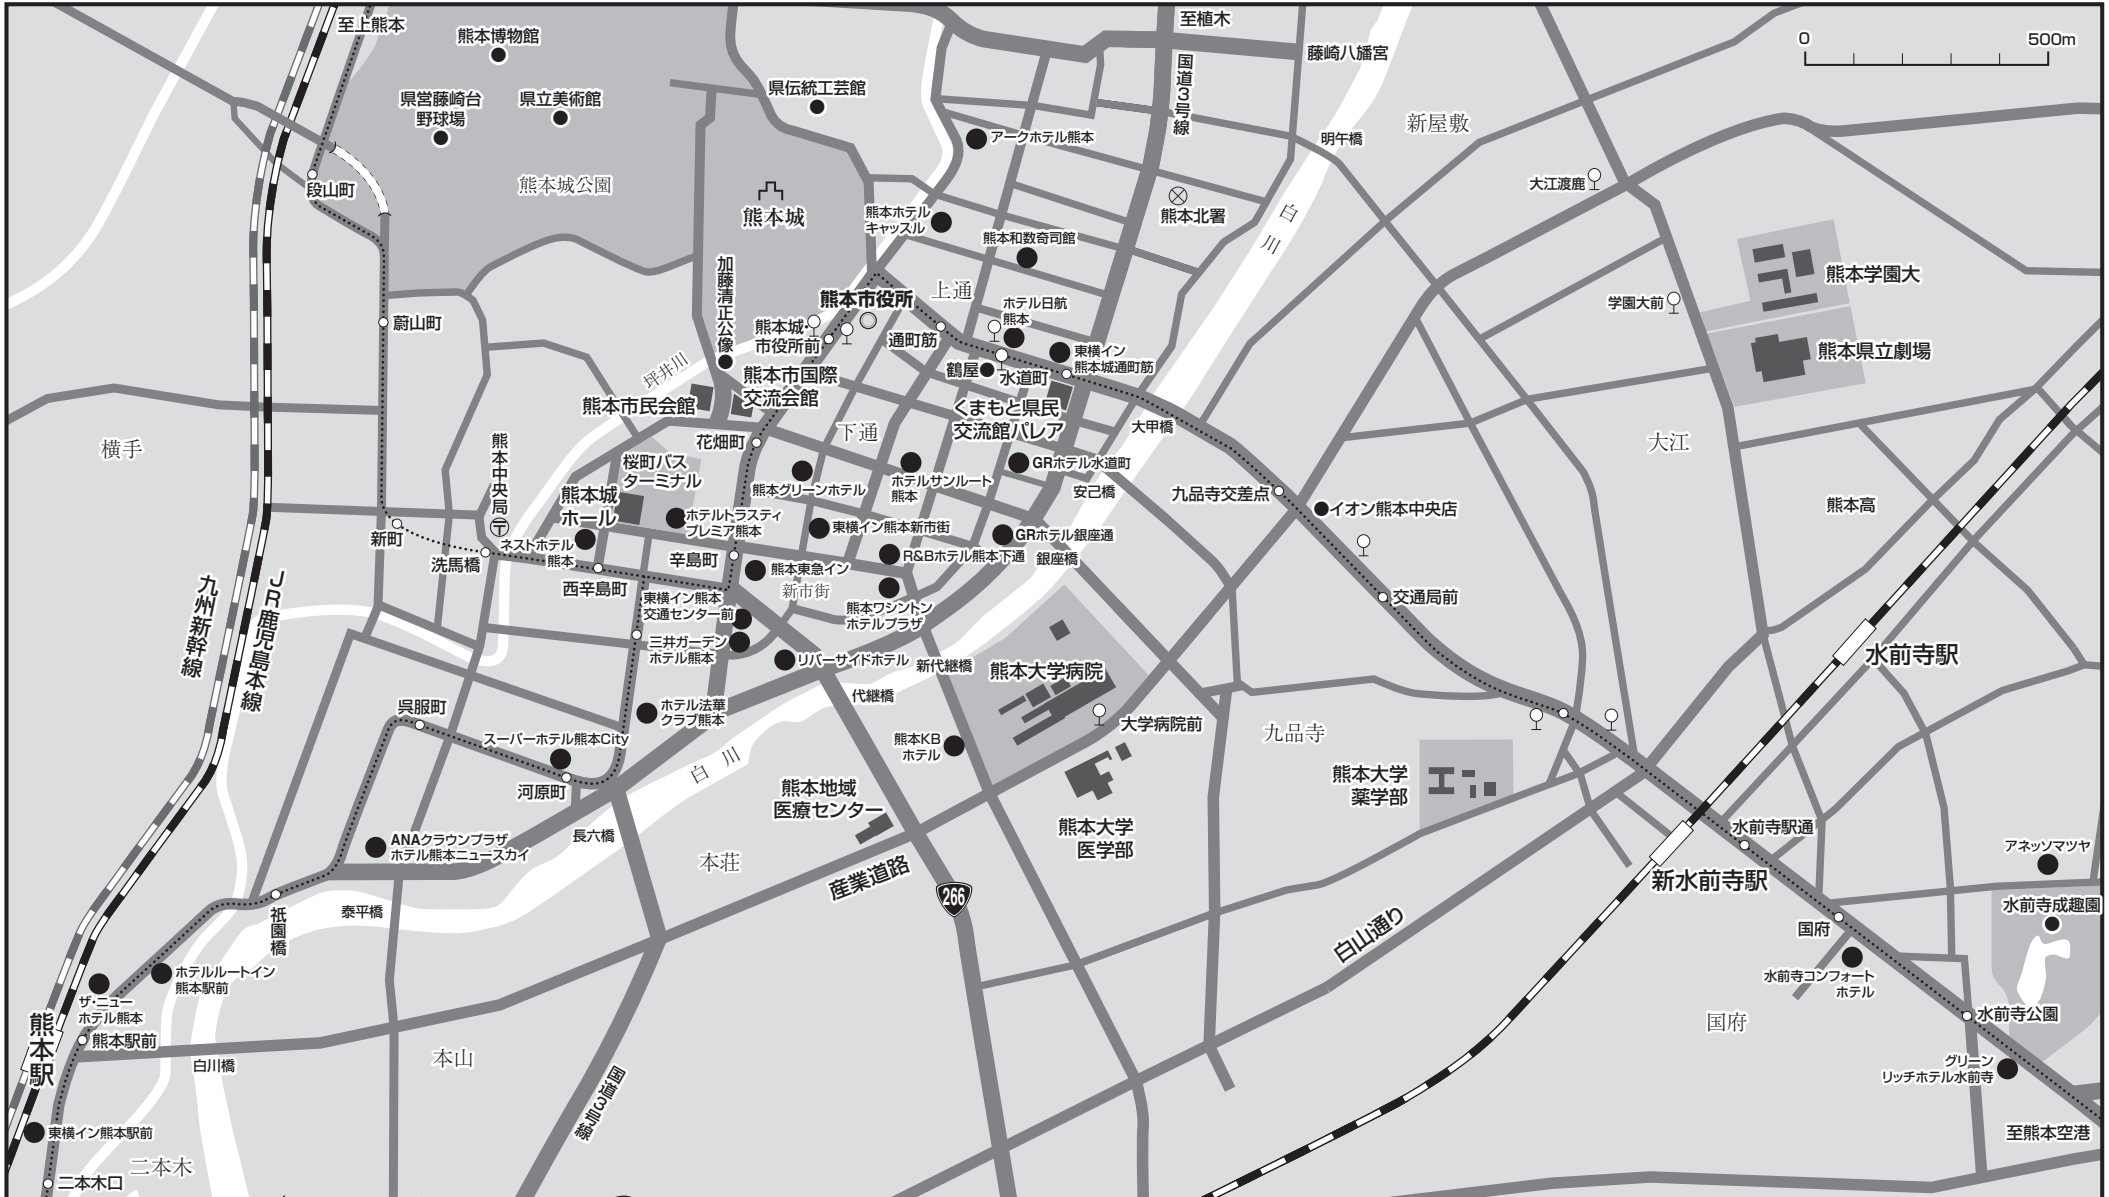 至上熊本
熊本博物館
至植木
藤崎八旛宮
0
500m
国道3号線
県伝統工芸館
県営藤崎台
野球場
県立美術館
アークホテル熊本
新屋敷
明午橋
段山町
熊本城公園
大江渡鹿
熊本城
熊本ホテル
キャッスル
熊本北署
白川
熊本和数奇司館
加藤清正公像
熊本学園大
熊本市役所
上通
ホテル日航
熊本
学園大前
蔚山町
熊本城・
市役所前
通町筋
東横イン
熊本城通町筋
熊本県立劇場
坪井川
鶴屋
水道町
熊本市国際
交流会館
熊本市民会館
くまもと県民
交流館パレア
大甲橋
横手
花畑町
下通
大江
熊本中央局
桜町バス
ターミナル
GRホテル水道町
熊本グリーンホテル
ホテルサンルート
熊本
安己橋
九品寺交差点
熊本城
ホール
イオン熊本中央店
熊本高
ホテルトラスティ
プレミア熊本
東横イン熊本新市街
新町
GRホテル銀座通
ネストホテル
熊本
洗馬橋
辛島町
R&Bホテル熊本下通
銀座橋
熊本東急イン
西辛島町
新市街
九州新幹線
JR鹿児島本線
東横イン熊本
交通センター前
熊本ワシントン
ホテルプラザ
交通局前
三井ガーデン
ホテル熊本
リバーサイドホテル
新代継橋
熊本大学病院
水前寺駅
代継橋
呉服町
ホテル法華
クラブ熊本
大学病院前
スーパーホテル熊本City
熊本KB
ホテル
九品寺
白川
河原町
熊本地域
医療センター
熊本大学
薬学部
長六橋
熊本大学
医学部
水前寺駅通
ANAクラウンプラザ
ホテル熊本ニュースカイ
本荘
産業道路
アネッソマツヤ
新水前寺駅
266
泰平橋
祇園橋
水前寺成趣園
国府
白山通り
ホテルルートイン
熊本駅前
水前寺コンフォート
ホテル
ザ・ニュー
ホテル熊本
水前寺公園
国府
熊本駅
熊本駅前
白川橋
本山
グリーン
リッチホテル水前寺
国道3号線
東横イン熊本駅前
至熊本空港
二本木
二本木口